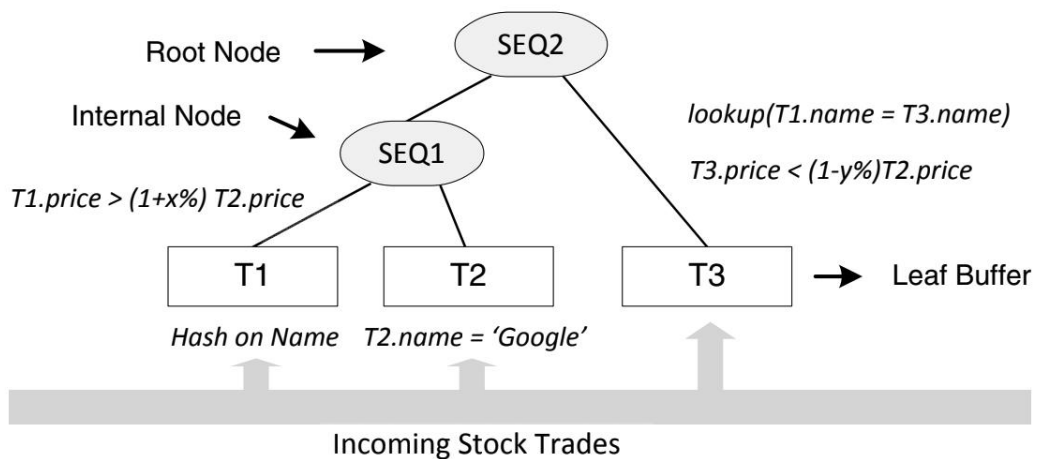 SEQ2
Root Node
Internal Node
lookup(T1.name = T3.name)
SEQ1
T3.price < (1-y%)T2.price
T1.price > (1+x%) T2.price
T1
T2
T3
Leaf Buffer
Hash on Name
T2.name = ‘Google’
Incoming Stock Trades